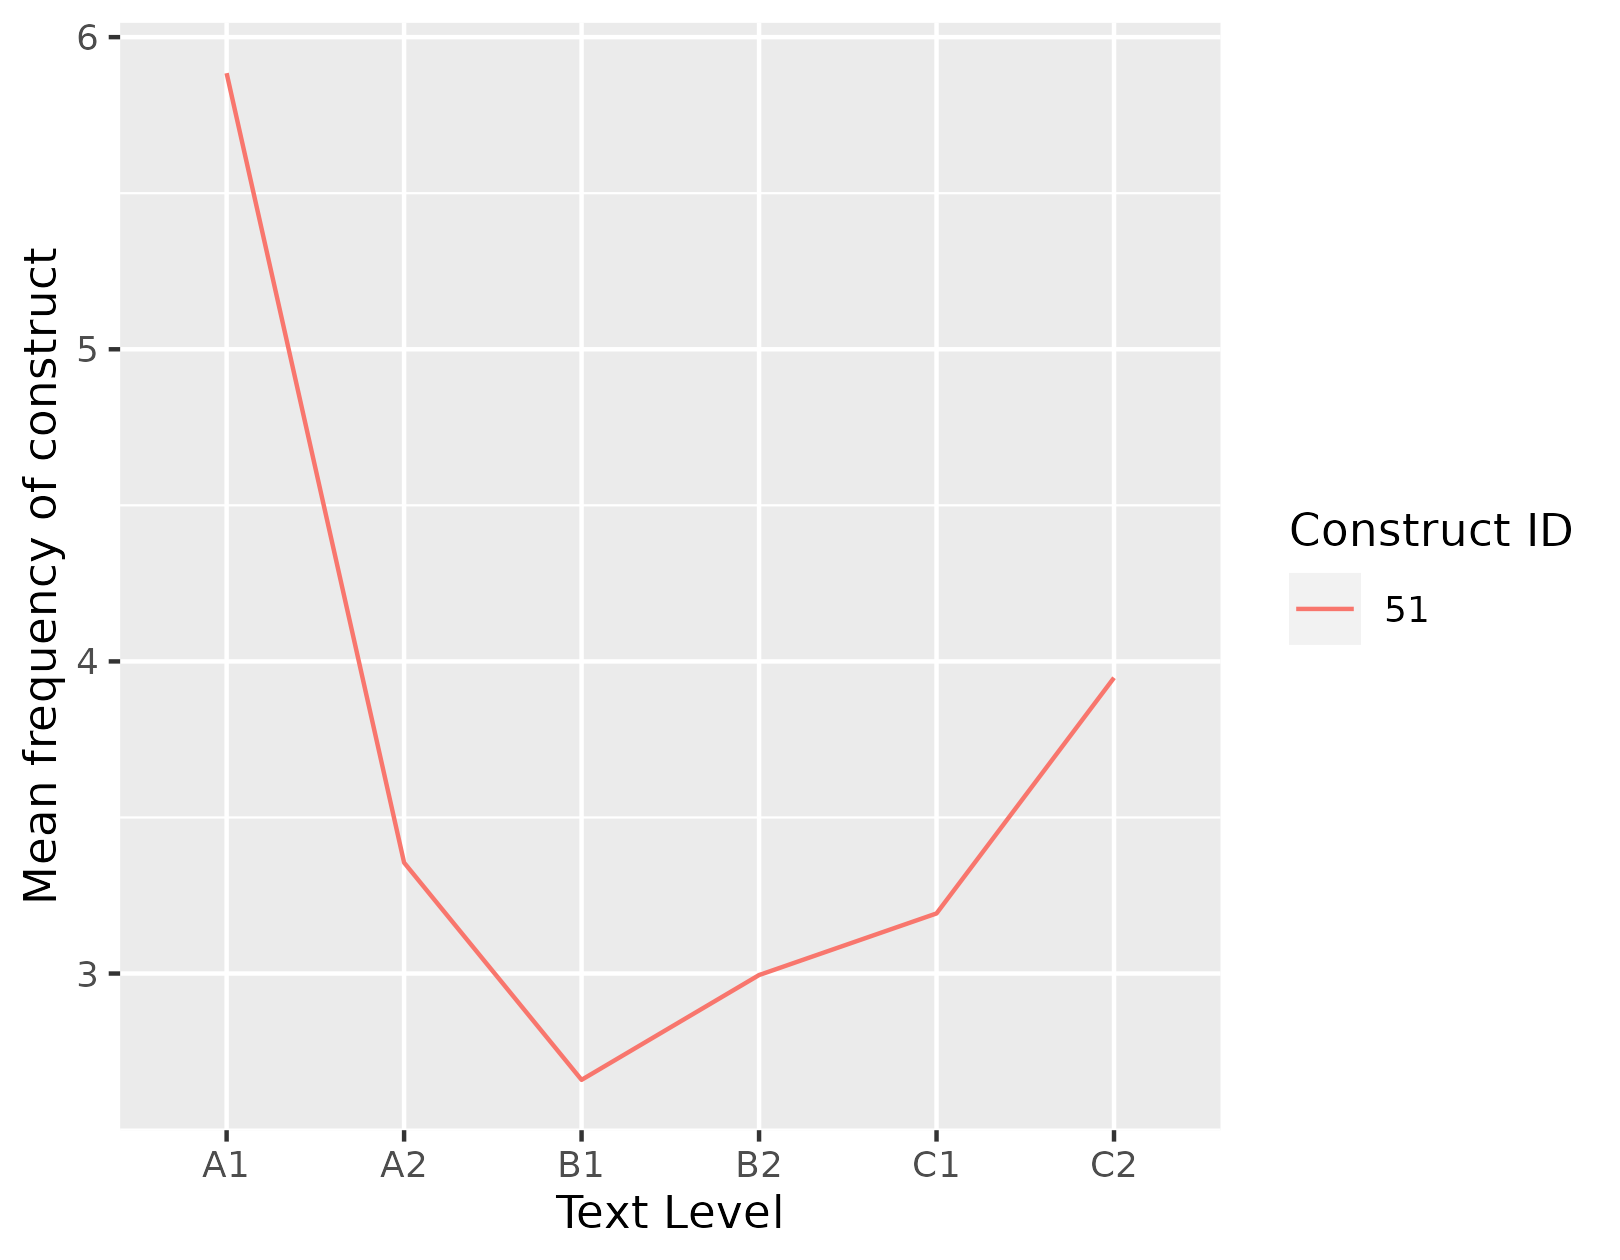 6
5
4
3
Mean frequency of construct
A1 A2 B1 B2 C1 C2
Text Level
Construct ID
51